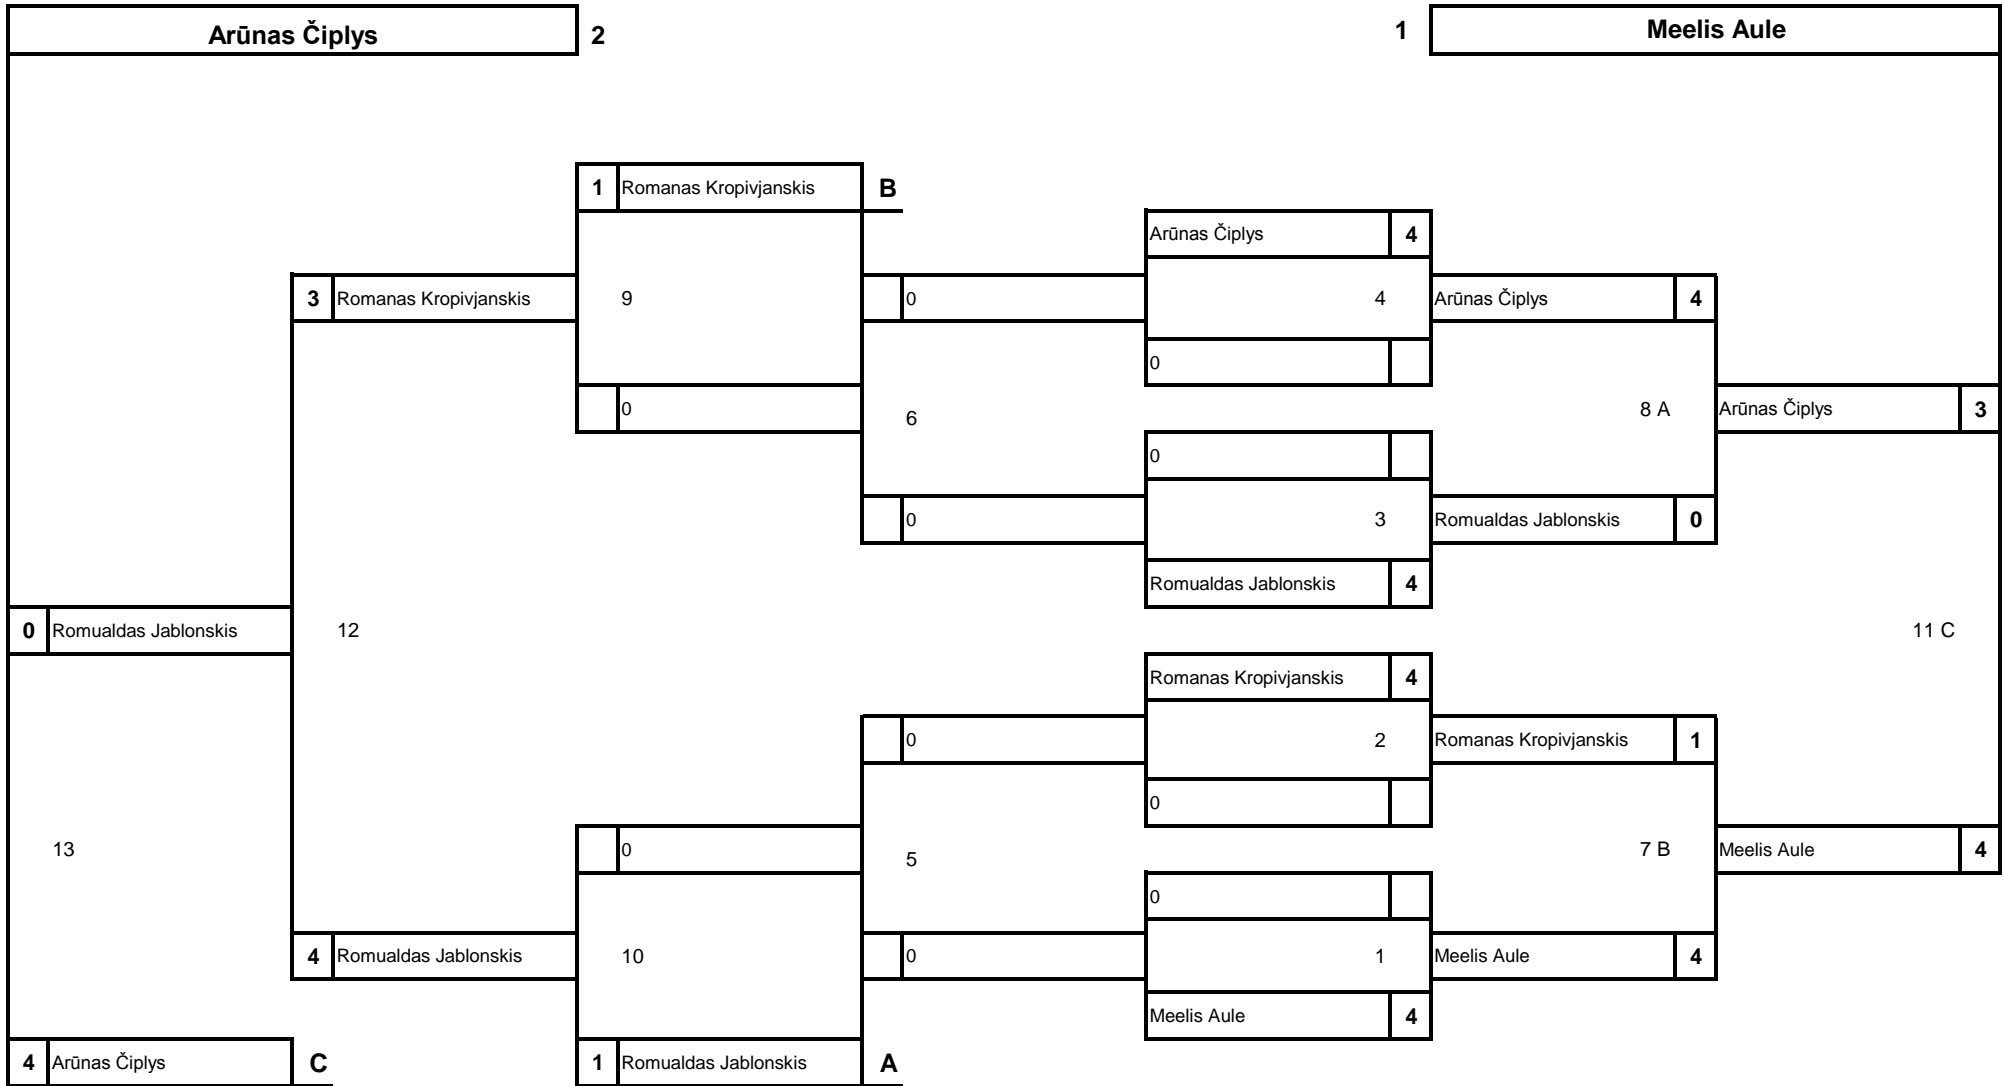 Arūnas Čiplys 2 1 Meelis Aule
1 Romanas Kropivjanskis B
Arūnas Čiplys 4
3 Romanas Kropivjanskis 9 0 4 Arūnas Čiplys 4
0
0 6 8 A Arūnas Čiplys 3
0
0 3 Romualdas Jablonskis 0
Romualdas Jablonskis 4
0 Romualdas Jablonskis 12 11 C
Romanas Kropivjanskis 4
0 2 Romanas Kropivjanskis 1
0
13 0 5 7 B Meelis Aule 4
0
4 Romualdas Jablonskis 10 0 1 Meelis Aule 4
Meelis Aule 4
4 Arūnas Čiplys C 1 Romualdas Jablonskis A